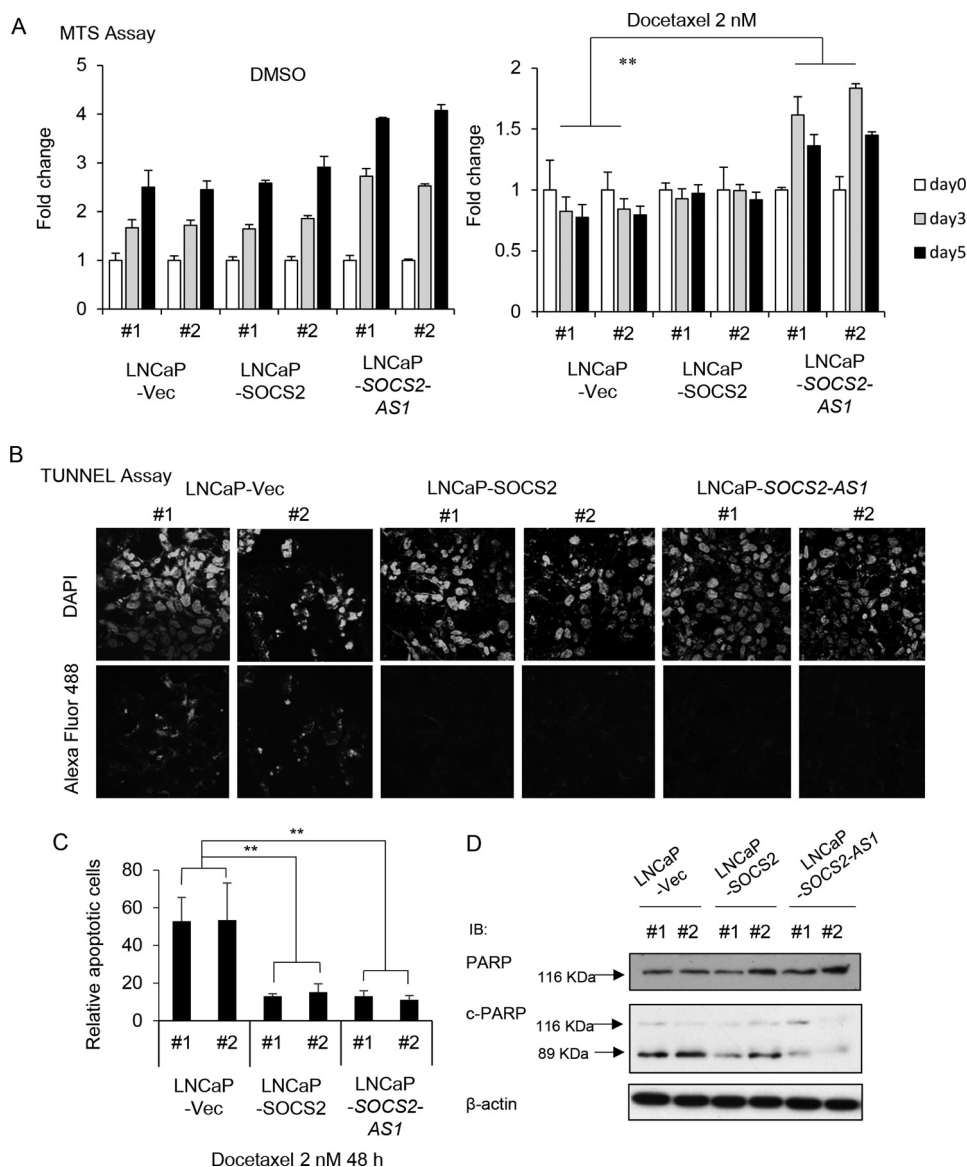 A
MTS Assay
DMSO
Fold change
5
4
3
2
1
0
#1 #2 #1 #2 #1 #2
LNCaP
-Vec
LNCaP
-SOCS2
LNCaP
-SOCS2-
AS1
Docetaxel 2 nM
**
Fold change
2
1.5
1
0.5
0
#1 #2 #1 #2 #1 #2
LNCaP
-Vec
LNCaP
-SOCS2
LNCaP
-SOCS2-
AS1
day0
day3
day5
B
TUNNEL Assay
LNCaP-Vec LNCaP-SOCS2 LNCaP-SOCS2-AS1
#1 #2 #1 #2 #1 #2
DAPI
Alexa Fluor 488
C
**
**
Relative apoptotic cells
80
60
40
20
0
#1 #2 #1 #2 #1 #2
LNCaP
-Vec
LNCaP
-SOCS2
LNCaP
-SOCS2-
AS1
Docetaxel 2 nM 48 h
D
LNCaP
-Vec
LNCaP
-SOCS2
LNCaP
-SOCS2-AS1
IB:
#1 #2 #1 #2 #1 #2
PARP
116 KDa
c-PARP
116 KDa
89 KDa
β-actin